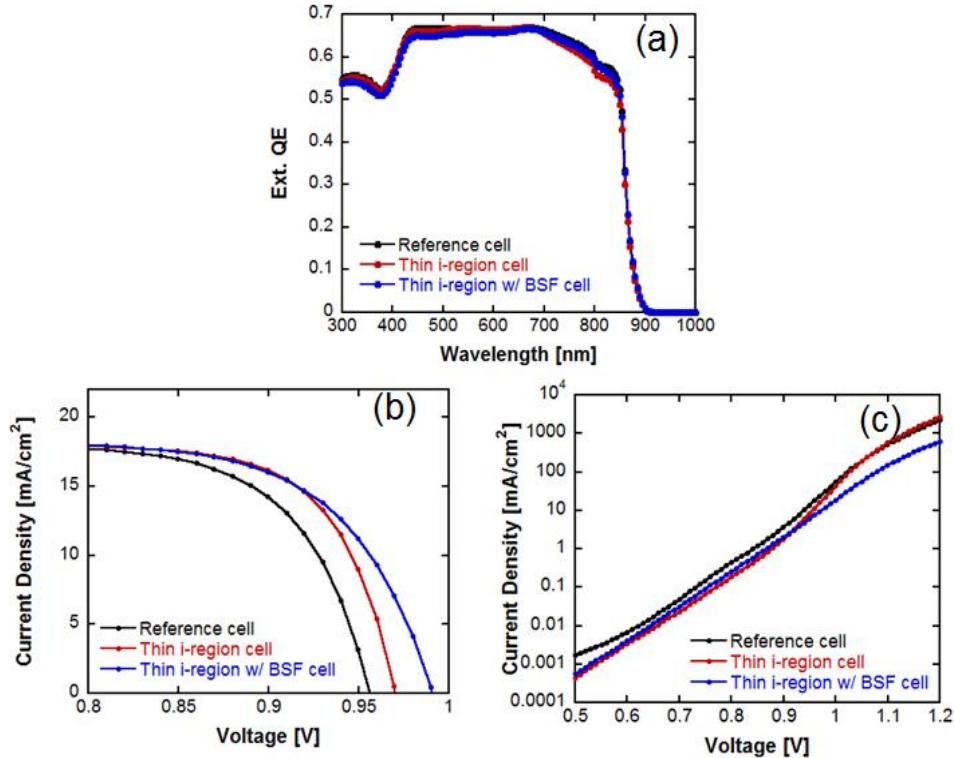 (a)
0.7
0.6
0.5
0.4
0.3
0.2
0.1
0
Ext. QE
Reference cell
Thin i-region cell
Thin i-region w/ BSF cell
300 400 500 600 700 800 900 1000
Wavelength [nm]
(b)
20
15
10
5
0
Current Density [mA/cm²]
Reference cell
Thin i-region cell
Thin i-region w/ BSF cell
0.8 0.85 0.9 0.95 1
Voltage [V]
(c)
10⁴
1000
100
10
1
0.1
0.01
0.001
0.0001
Current Density [mA/cm²]
Reference cell
Thin i-region cell
Thin i-region w/ BSF cell
0.5 0.6 0.7 0.8 0.9 1 1.1 1.2
Voltage [V]